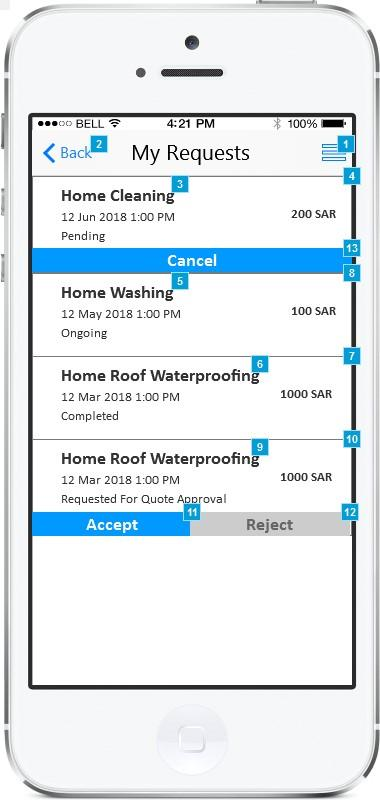 ●●●○○ BELL 4:21 PM 100%
Back 2 My Requests 1
Home Cleaning 3 4
12 Jun 2018 1:00 PM 200 SAR
Pending
Cancel 13
Home Washing 5 8
12 May 2018 1:00 PM 100 SAR
Ongoing
Home Roof Waterproofing 6 7
12 Mar 2018 1:00 PM 1000 SAR
Completed
Home Roof Waterproofing 9 10
12 Mar 2018 1:00 PM 1000 SAR
Requested For Quote Approval
Accept 11 Reject 12